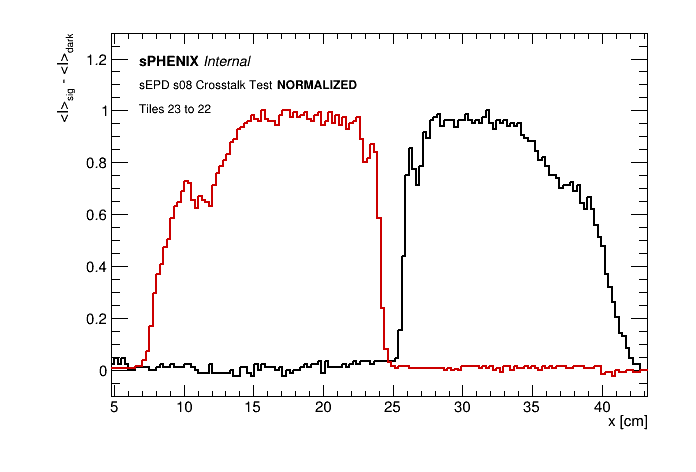 <I>sig - <I>dark
sPHENIX Internal
sEPD s08 Crosstalk Test NORMALIZED
Tiles 23 to 22
1.2
1
0.8
0.6
0.4
0.2
0
5 10 15 20 25 30 35 40
x [cm]